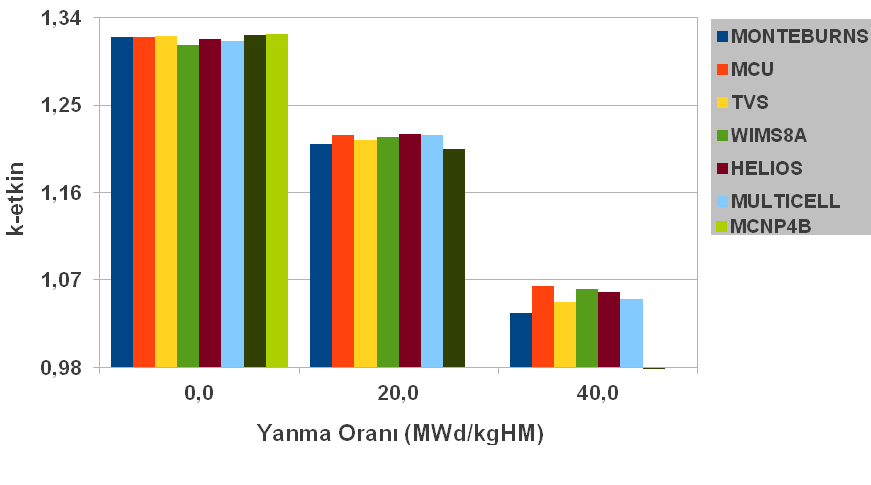 1,34
1,25
1,16
1,07
0,98
k-etkin
0,0
20,0
40,0
Yanma Oranı (MWd/kgHM)
MONTEBURNS
MCU
TVS
WIMS8A
HELIOS
MULTICELL
MCNP4B